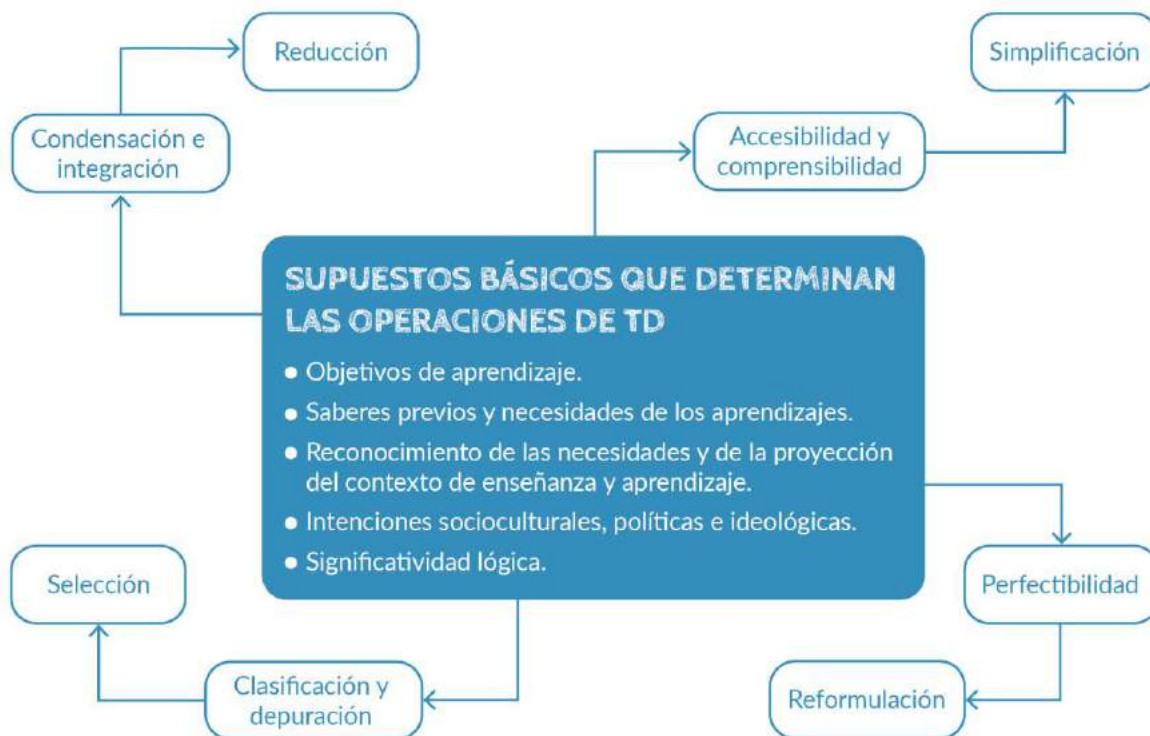 Reducción
Simplificación
Condensación e
integración
Accesibilidad y
comprensibilidad
SUPUESTOS BÁSICOS QUE DETERMINAN
LAS OPERACIONES DE TD
• Objetivos de aprendizaje.
• Saberes previos y necesidades de los aprendizajes.
• Reconocimiento de las necesidades y de la proyección
del contexto de enseñanza y aprendizaje.
• Intenciones socioculturales, políticas e ideológicas.
• Significatividad lógica.
Selección
Perfectibilidad
Clasificación y
depuración
Reformulación